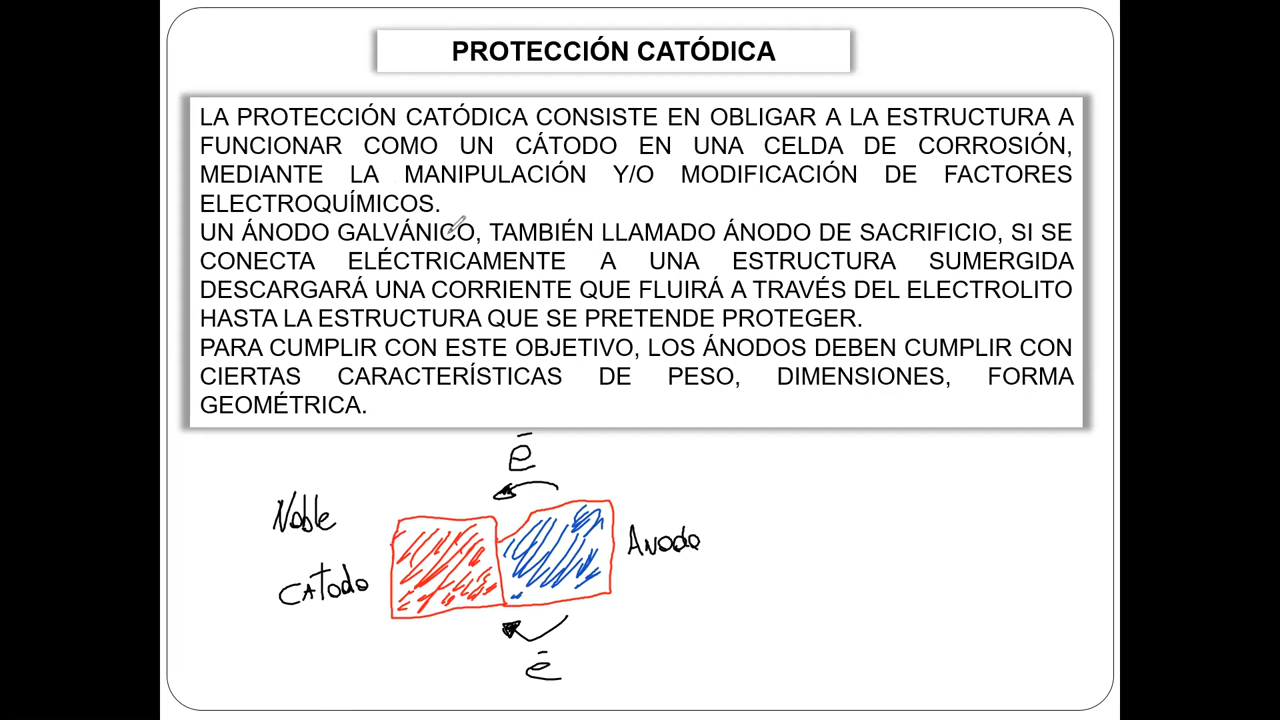 PROTECCIÓN CATÓDICA
LA PROTECCIÓN CATÓDICA CONSISTE EN OBLIGAR A LA ESTRUCTURA A
FUNCIONAR COMO UN CÁTODO EN UNA CELDA DE CORROSIÓN,
MEDIANTE LA MANIPULACIÓN Y/O MODIFICACIÓN DE FACTORES
ELECTROQUÍMICOS.
UN ÁNODO GALVÁNICO, TAMBIÉN LLAMADO ÁNODO DE SACRIFICIO, SI SE
CONECTA ELÉCTRICAMENTE A UNA ESTRUCTURA SUMERGIDA
DESCARGARÁ UNA CORRIENTE QUE FLUIRÁ A TRAVÉS DEL ELECTROLITO
HASTA LA ESTRUCTURA QUE SE PRETENDE PROTEGER.
PARA CUMPLIR CON ESTE OBJETIVO, LOS ÁNODOS DEBEN CUMPLIR CON
CIERTAS CARACTERÍSTICAS DE PESO, DIMENSIONES, FORMA
GEOMÉTRICA.
e̅
Noble
Anodo
CATodo
e̅